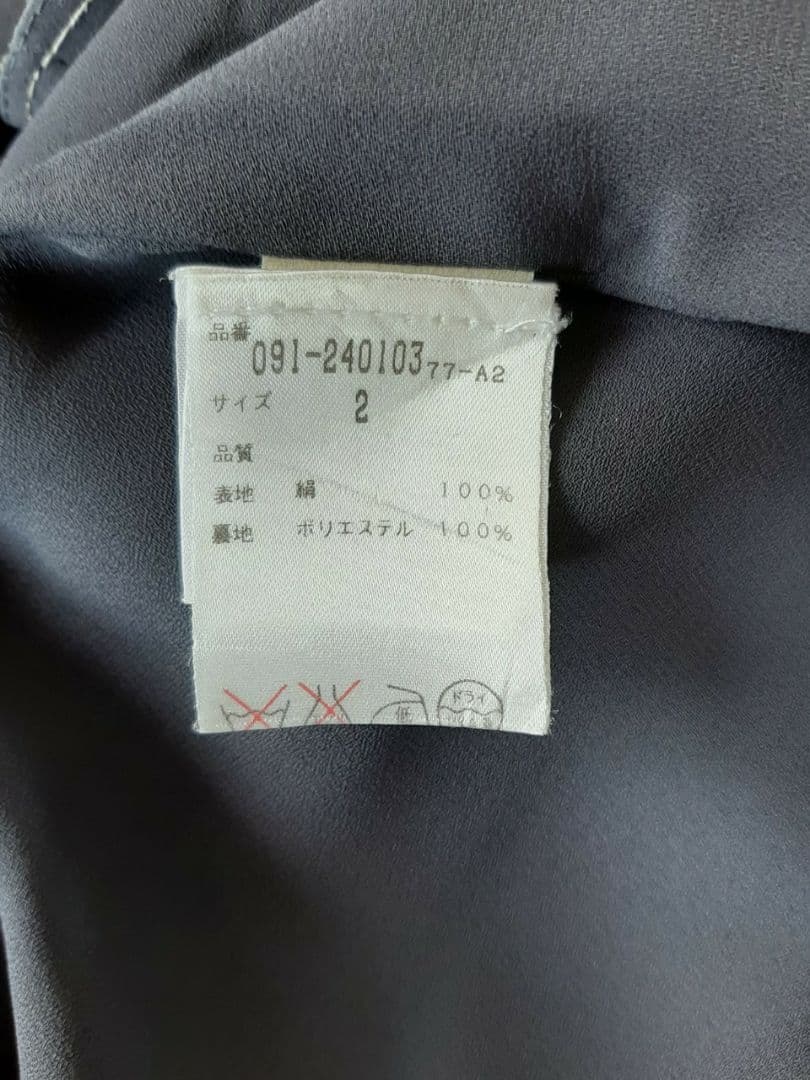 品番
091-240103 77-A2
サイズ 2
品質
表地 絹 100%
裏地 ポリエステル 100%
低 ドライ